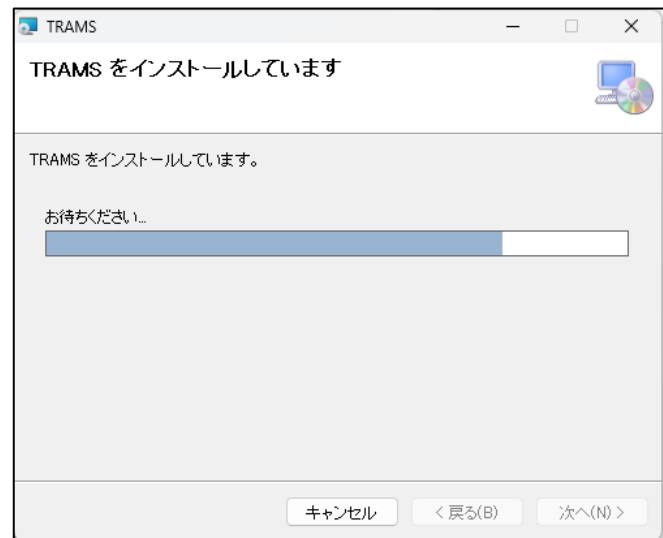 TRAMS
TRAMS をインストールしています
TRAMS をインストールしています。
お待ちください...
キャンセル
< 戻る(B)
次へ(N) >